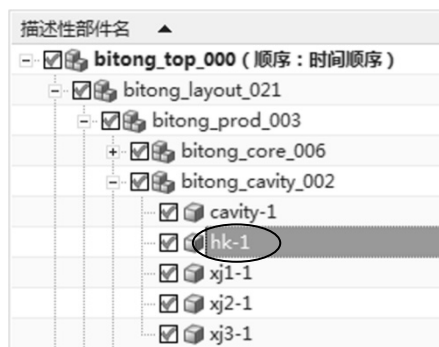 描述性部件名
bitong_top_000 ( 顺序 : 时间顺序 )
bitong_layout_021
bitong_prod_003
bitong_core_006
bitong_cavity_002
cavity-1
hk-1
xj1-1
xj2-1
xj3-1